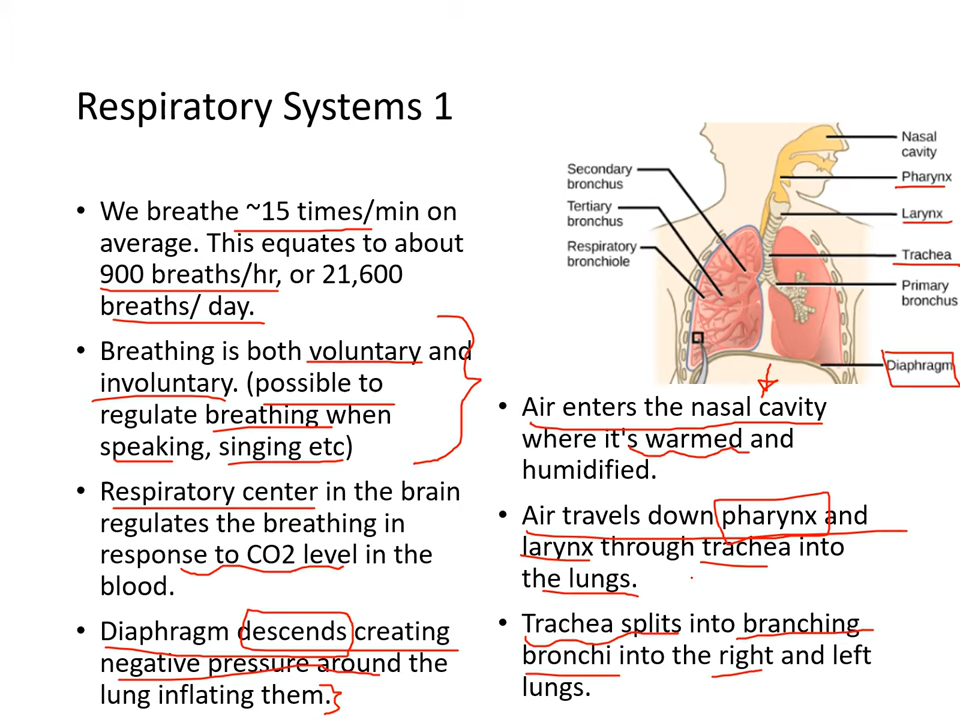 Respiratory Systems 1
• We breathe ~15 times/min on
average. This equates to about
900 breaths/hr, or 21,600
breaths/ day.
• Breathing is both voluntary and
involuntary. (possible to
regulate breathing when
speaking, singing etc)
• Respiratory center in the brain
regulates the breathing in
response to CO2 level in the
blood.
• Diaphragm descends creating
negative pressure around the
lung inflating them.
Secondary
bronchus
Tertiary
bronchus
Respiratory
bronchiole
Nasal
cavity
Pharynx
Larynx
Trachea
Primary
bronchus
Diaphragm
• Air enters the nasal cavity
where it's warmed and
humidified.
• Air travels down pharynx and
larynx through trachea into
the lungs.
• Trachea splits into branching
bronchi into the right and left
lungs.